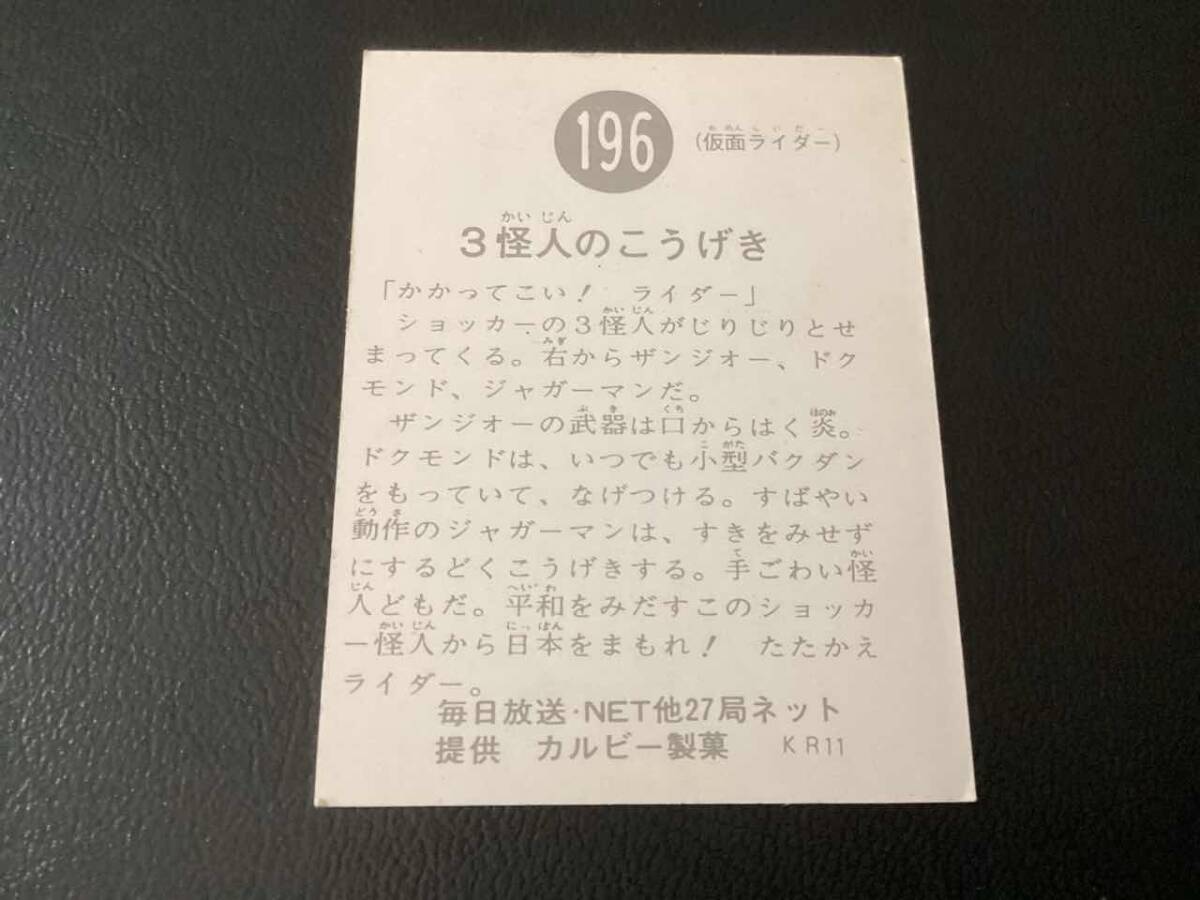 196
(仮面ライダー)
3怪人のこうげき
「かかってこい! ライダー」
ショッカーの3怪人がじりじりとせ
まってくる。右からザンジオー、ドク
モンド、ジャガーマンだ。
ザンジオーの武器は口からはく炎。
ドクモンドは、いつでも小型バクダン
をもっていて、なげつける。すばやい
動作のジャガーマンは、すきをみせず
にするどくこうげきする。手ごわい怪
人どもだ。平和をみだすこのショッカ
ー怪人から日本をまもれ! たたかえ
ライダー。
毎日放送・NET他27局ネット
提供 カルビー製菓 KR11